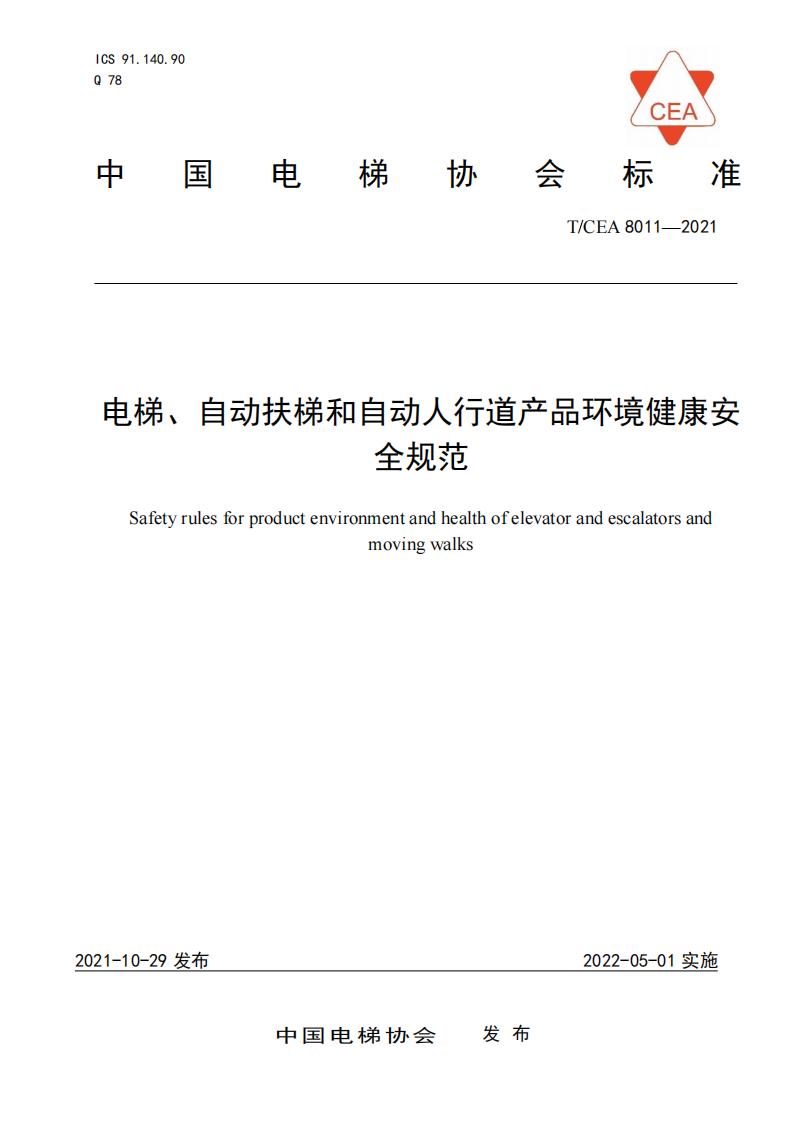 ICS 91.140.90
Q 78
CEA
中国电梯协会标准
T/CEA 8011—2021
电梯、自动扶梯和自动人行道产品环境健康安
全规范
Safety rules for product environment and health of elevator and escalators and
moving walks
2021-10-29 发布 2022-05-01 实施
中国电梯协会 发布